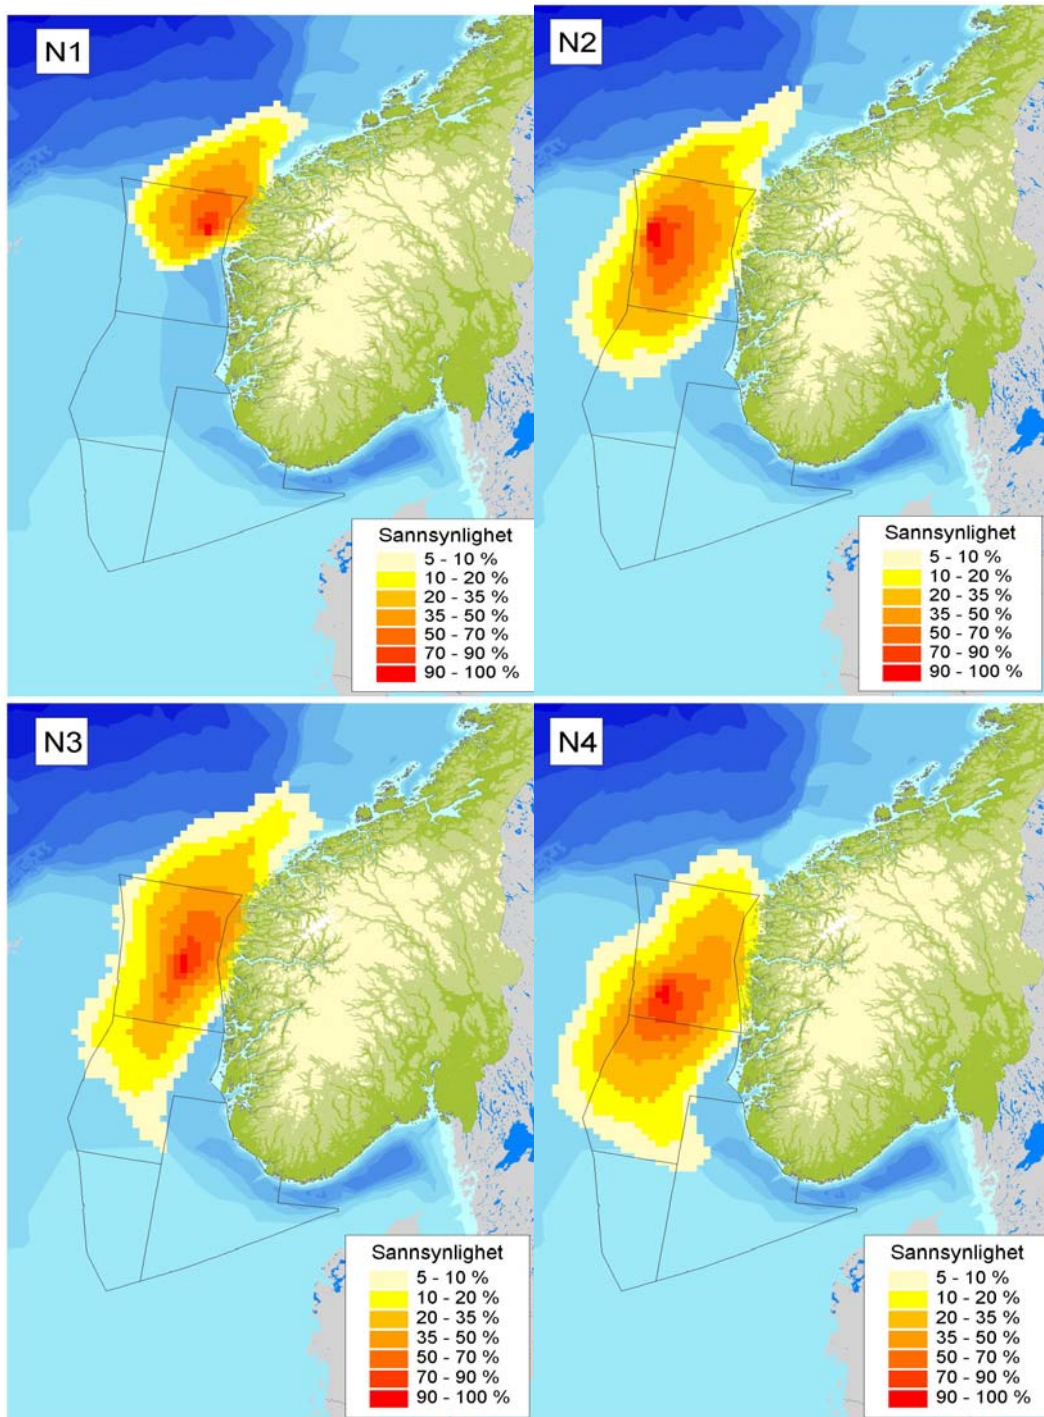 N1
Sannsynlighet
5 - 10 %
10 - 20 %
20 - 35 %
35 - 50 %
50 - 70 %
70 - 90 %
90 - 100 %
N2
Sannsynlighet
5 - 10 %
10 - 20 %
20 - 35 %
35 - 50 %
50 - 70 %
70 - 90 %
90 - 100 %
N3
Sannsynlighet
5 - 10 %
10 - 20 %
20 - 35 %
35 - 50 %
50 - 70 %
70 - 90 %
90 - 100 %
N4
Sannsynlighet
5 - 10 %
10 - 20 %
20 - 35 %
35 - 50 %
50 - 70 %
70 - 90 %
90 - 100 %